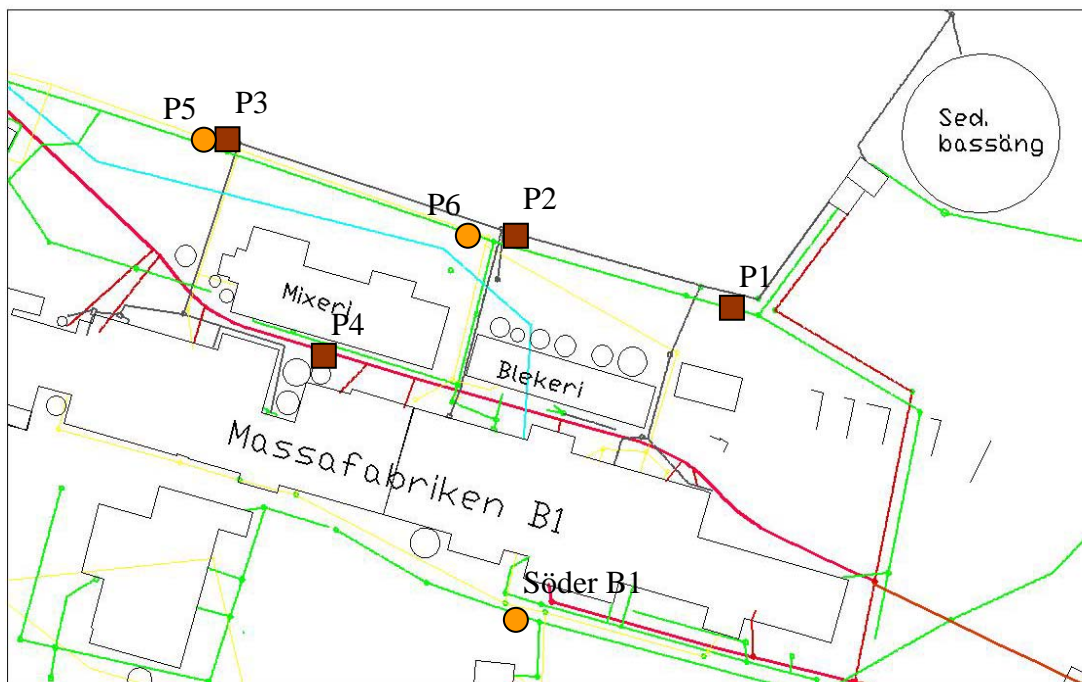 Sed.
bassäng
P5
P3
P6
P2
P1
Mixeri
P4
Blekeri
Massafabriken B1
Söder B1